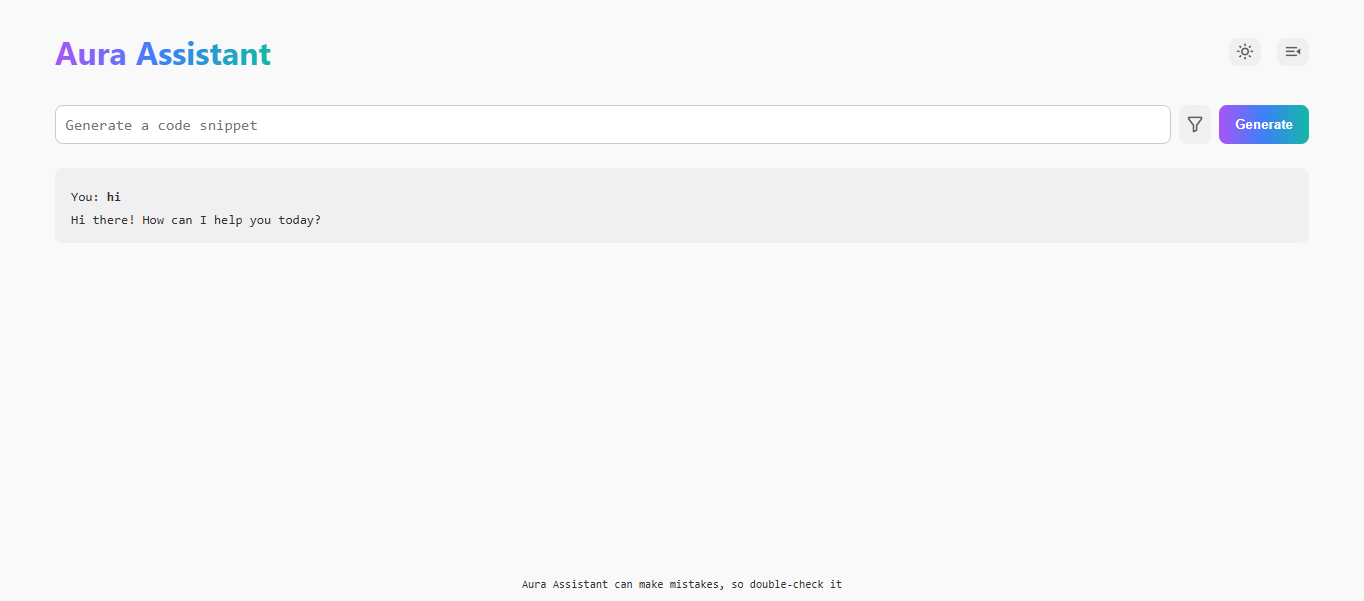 Aura Assistant
Generate a code snippet
Generate
You: hi
Hi there! How can I help you today?
Aura Assistant can make mistakes, so double-check it